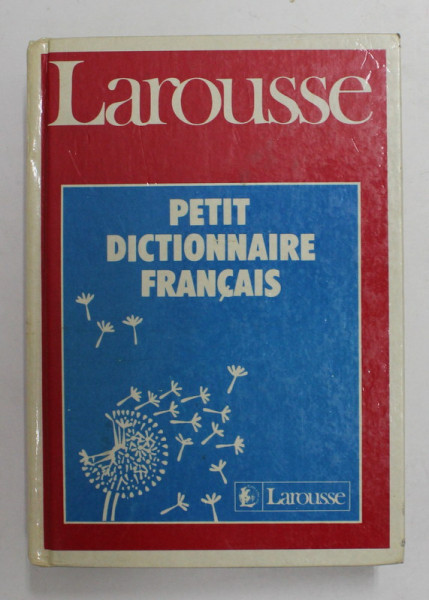 Larousse
PETIT
DICTIONNAIRE
FRANÇAIS
Larousse